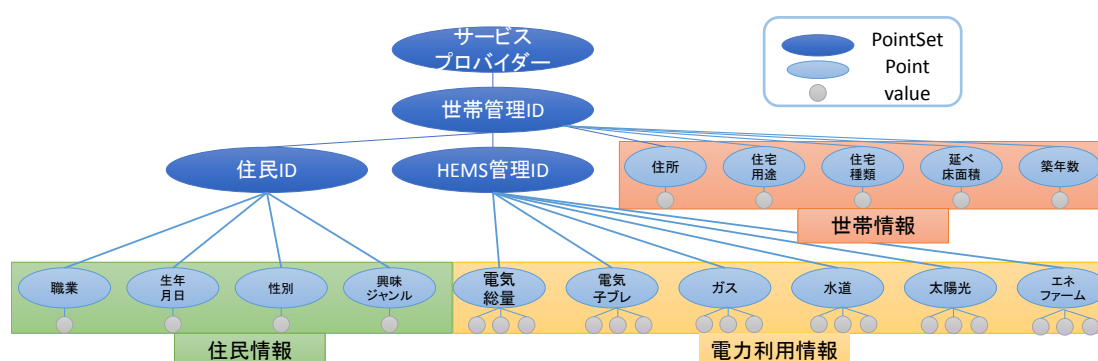 サービス
プロバイダー
PointSet
Point
value
世帯管理ID
住民ID
HEMS管理ID
住所
住宅
用途
住宅
種類
延べ
床面積
築年数
世帯情報
職業
生年
月日
性別
興味
ジャンル
電気
総量
電気
子ブレ
ガス
水道
太陽光
エネ
ファーム
住民情報
電力利用情報